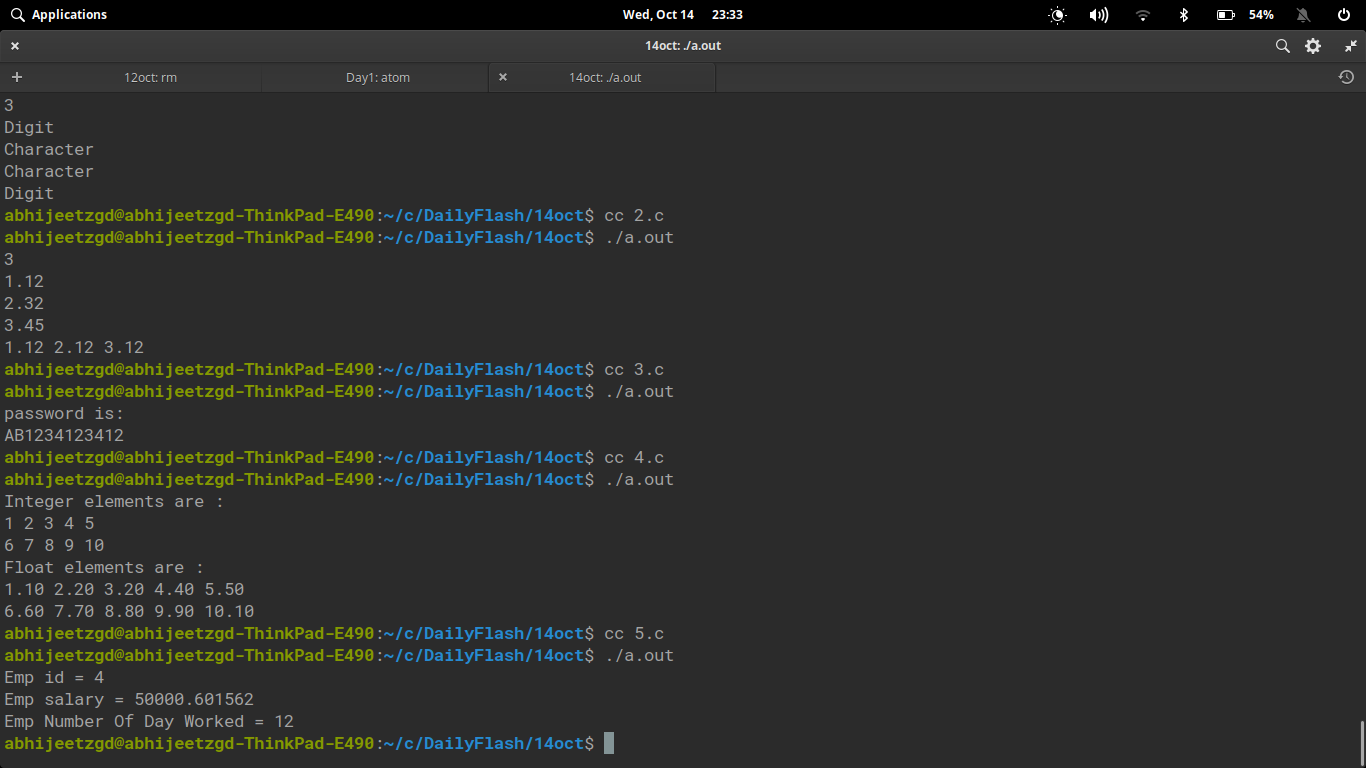 Applications Wed, Oct 14 23:33 54%
14oct: ./a.out
12oct: rm Day1: atom 14oct: ./a.out
3
Digit
Character
Character
Digit
abhijeetzgd@abhijeetzgd-ThinkPad-E490:~/c/DailyFlash/14oct$ cc 2.c
abhijeetzgd@abhijeetzgd-ThinkPad-E490:~/c/DailyFlash/14oct$ ./a.out
3
1.12
2.32
3.45
1.12 2.12 3.12
abhijeetzgd@abhijeetzgd-ThinkPad-E490:~/c/DailyFlash/14oct$ cc 3.c
abhijeetzgd@abhijeetzgd-ThinkPad-E490:~/c/DailyFlash/14oct$ ./a.out
password is:
AB1234123412
abhijeetzgd@abhijeetzgd-ThinkPad-E490:~/c/DailyFlash/14oct$ cc 4.c
abhijeetzgd@abhijeetzgd-ThinkPad-E490:~/c/DailyFlash/14oct$ ./a.out
Integer elements are :
1 2 3 4 5
6 7 8 9 10
Float elements are :
1.10 2.20 3.20 4.40 5.50
6.60 7.70 8.80 9.90 10.10
abhijeetzgd@abhijeetzgd-ThinkPad-E490:~/c/DailyFlash/14oct$ cc 5.c
abhijeetzgd@abhijeetzgd-ThinkPad-E490:~/c/DailyFlash/14oct$ ./a.out
Emp id = 4
Emp salary = 50000.601562
Emp Number Of Day Worked = 12
abhijeetzgd@abhijeetzgd-ThinkPad-E490:~/c/DailyFlash/14oct$